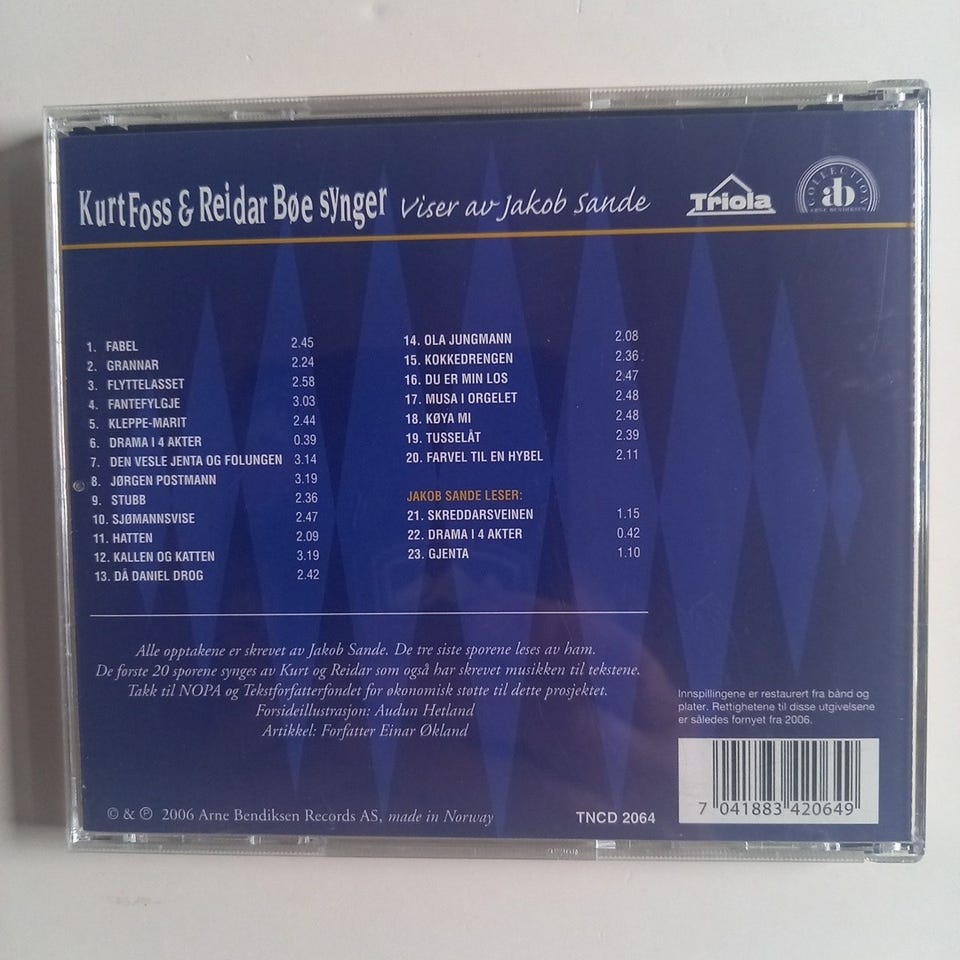 Kurt Foss & Reidar Bøe synger Viser av Jakob Sande
Triola
COLLECTION
ab
ARNE BENDIKSEN
1. FABEL 2.45
2. GRANNAR 2.24
3. FLYTTELASSET 2.58
4. FANTEFYLGJE 3.03
5. KLEPPE-MARIT 2.44
6. DRAMA I 4 AKTER 0.39
7. DEN VESLE JENTA OG FOLUNGEN 3.14
8. JØRGEN POSTMANN 3.19
9. STUBB 2.36
10. SJØMANNSVISE 2.47
11. HATTEN 2.09
12. KALLEN OG KATTEN 3.19
13. DÅ DANIEL DROG 2.42
14. OLA JUNGMANN 2.08
15. KOKKEDRENGEN 2.36
16. DU ER MIN LOS 2.47
17. MUSA I ORGELET 2.48
18. KØYA MI 2.48
19. TUSSELÅT 2.39
20. FARVEL TIL EN HYBEL 2.11
JAKOB SANDE LESER:
21. SKREDDARSVEINEN 1.15
22. DRAMA I 4 AKTER 0.42
23. GJENTA 1.10
Alle opptakene er skrevet av Jakob Sande. De tre siste sporene leses av ham.
De første 20 sporene synges av Kurt og Reidar som også har skrevet musikken til tekstene.
Takk til NOPA og Tekstforfatterfondet for økonomisk støtte til dette prosjektet.
Forsideillustrasjon: Audun Hetland
Artikkel: Forfatter Einar Økland
Innspillingene er restaurert fra bånd og
plater. Rettighetene til disse utgivelsene
er således fornyet fra 2006.
7 041883 420649
© & ℗ 2006 Arne Bendiksen Records AS, made in Norway
TNCD 2064